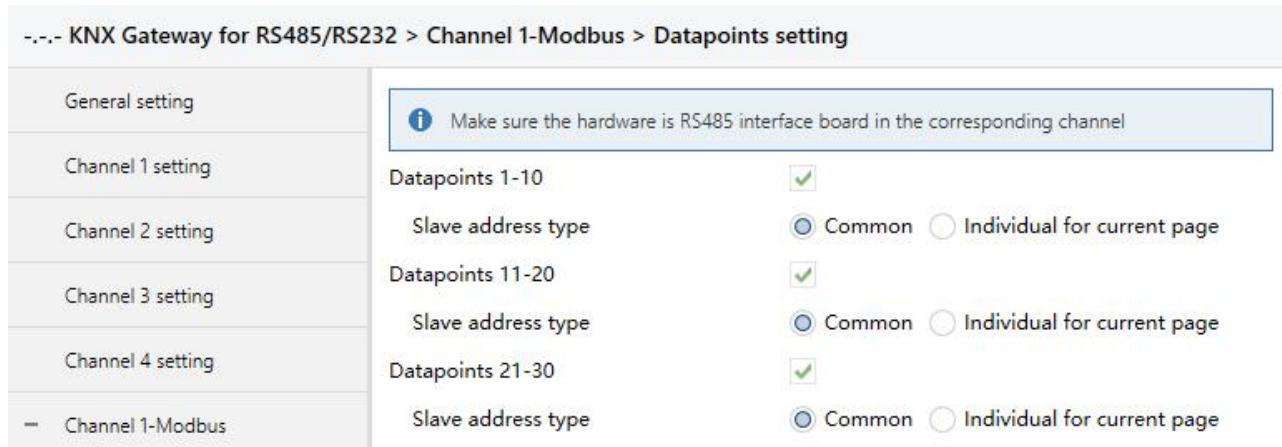 -.-.- KNX Gateway for RS485/RS232 > Channel 1-Modbus > Datapoints setting
General setting
Channel 1 setting
Channel 2 setting
Channel 3 setting
Channel 4 setting
– Channel 1-Modbus
Make sure the hardware is RS485 interface board in the corresponding channel
Datapoints 1-10
Slave address type Common Individual for current page
Datapoints 11-20
Slave address type Common Individual for current page
Datapoints 21-30
Slave address type Common Individual for current page